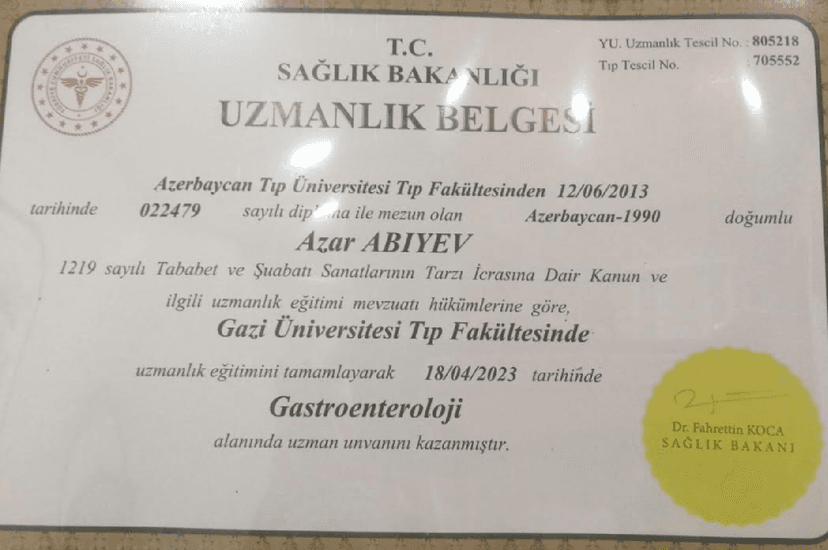 T.C.
SAĞLIK BAKANLIĞI
UZMANLIK BELGESİ
YU. Uzmanlık Tescil No. : 805218
Tıp Tescil No. : 705552
Azerbaycan Tıp Üniversitesi Tıp Fakültesinden 12/06/2013
tarihinde 022479 sayılı diploma ile mezun olan Azerbaycan-1990 doğumlu
Azar ABIYEV
1219 sayılı Tababet ve Şuabatı Sanatlarının Tarzı İcrasına Dair Kanun ve
ilgili uzmanlık eğitimi mevzuatı hükümlerine göre,
Gazi Üniversitesi Tıp Fakültesinde
uzmanlık eğitimini tamamlayarak 18/04/2023 tarihinde
Gastroenteroloji
alanında uzman unvanını kazanmıştır.
Dr. Fahrettin KOCA
SAĞLIK BAKANI